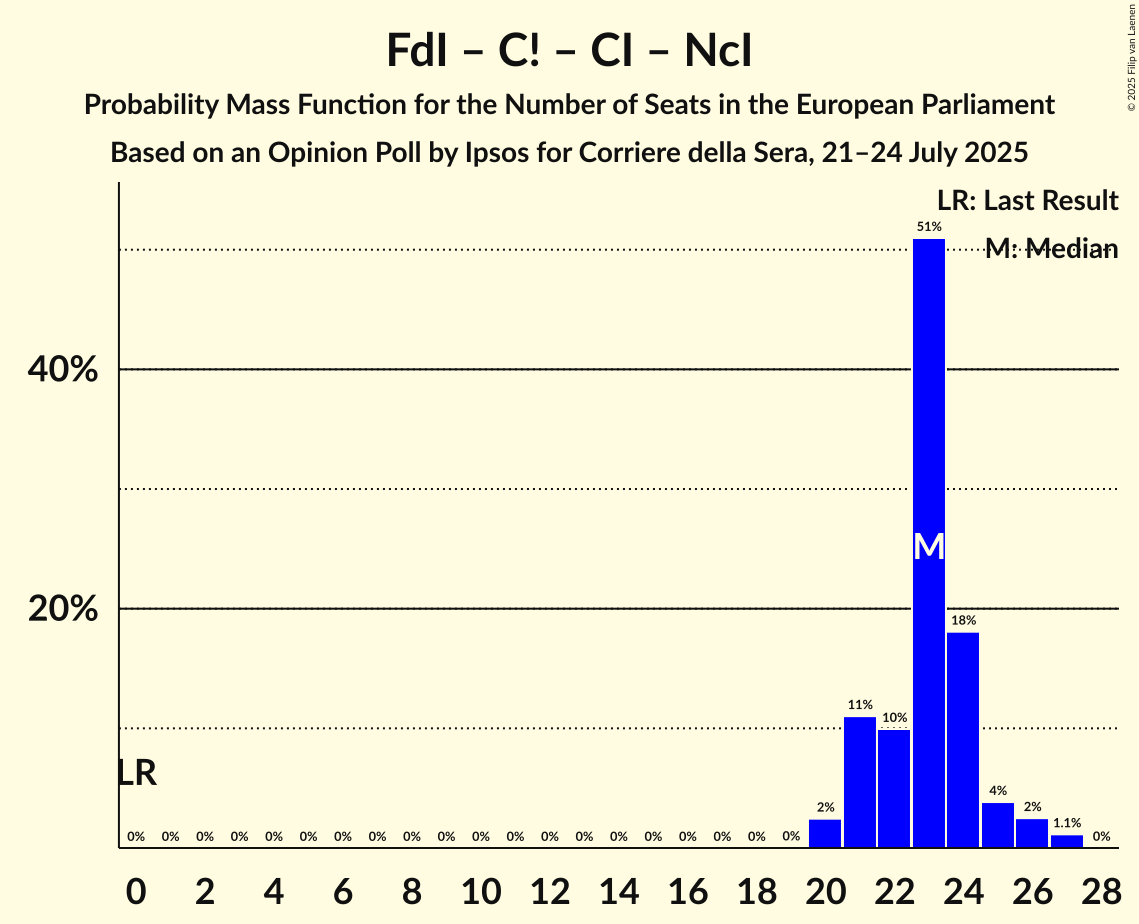 FdI – C! – CI – NcI
Probability Mass Function for the Number of Seats in the European Parliament
Based on an Opinion Poll by Ipsos for Corriere della Sera, 21–24 July 2025
© 2025 Filip van Laenen
LR: Last Result
M: Median
51%
40%
M
20%
18%
11%
10%
LR
4%
2%
2%
1.1%
0% 0% 0% 0% 0% 0% 0% 0% 0% 0% 0% 0% 0% 0% 0% 0% 0% 0% 0% 0% 0%
0 2 4 6 8 10 12 14 16 18 20 22 24 26 28